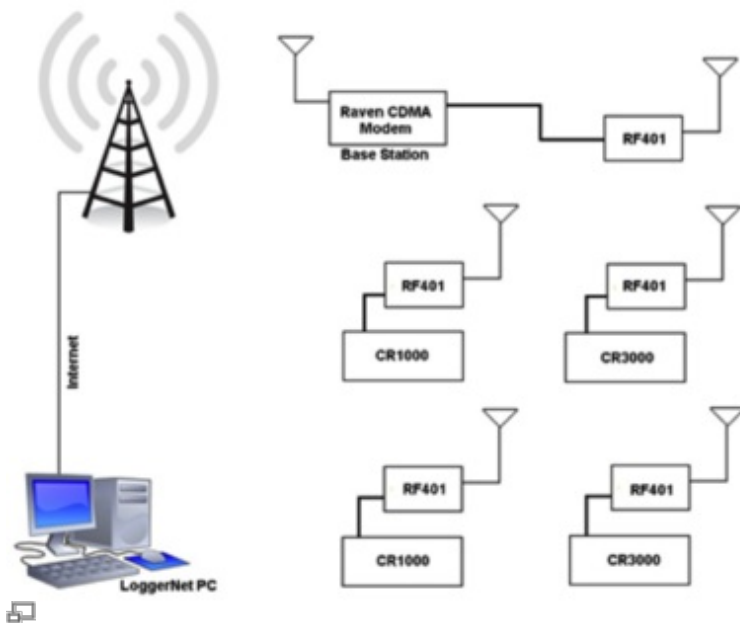 Raven CDMA
Modem
Base Station
RF401
RF401
RF401
CR1000
CR3000
Internet
RF401
RF401
CR1000
CR3000
LoggerNet PC